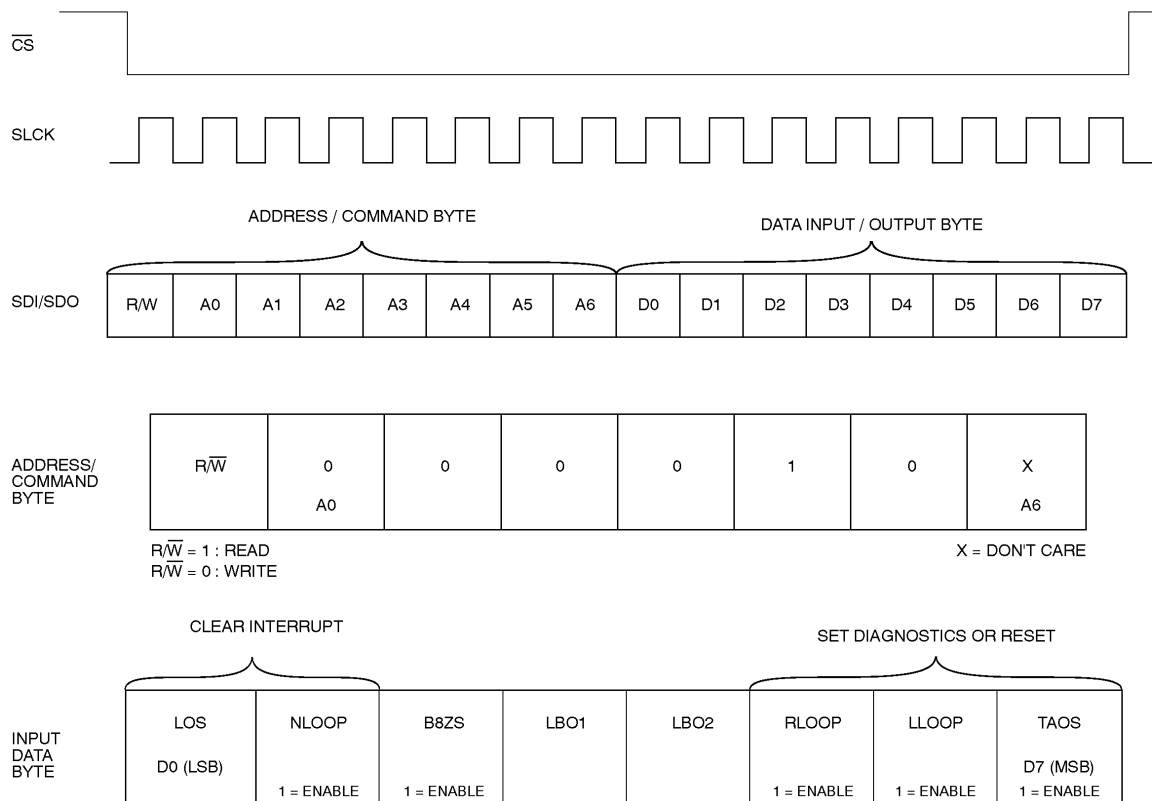 CS
SLCK
ADDRESS / COMMAND BYTE
DATA INPUT / OUTPUT BYTE
SDI/SDO
R/W A0 A1 A2 A3 A4 A5 A6 D0 D1 D2 D3 D4 D5 D6 D7
ADDRESS/
COMMAND
BYTE
R/W 0 0 0 0 1 0 X
A0 A6
R/W = 1 : READ
X = DON'T CARE
R/W = 0 : WRITE
CLEAR INTERRUPT
SET DIAGNOSTICS OR RESET
INPUT
DATA
BYTE
LOS NLOOP B8ZS LBO1 LBO2 RLOOP LLOOP TAOS
D0 (LSB) D7 (MSB)
1 = ENABLE 1 = ENABLE 1 = ENABLE 1 = ENABLE 1 = ENABLE